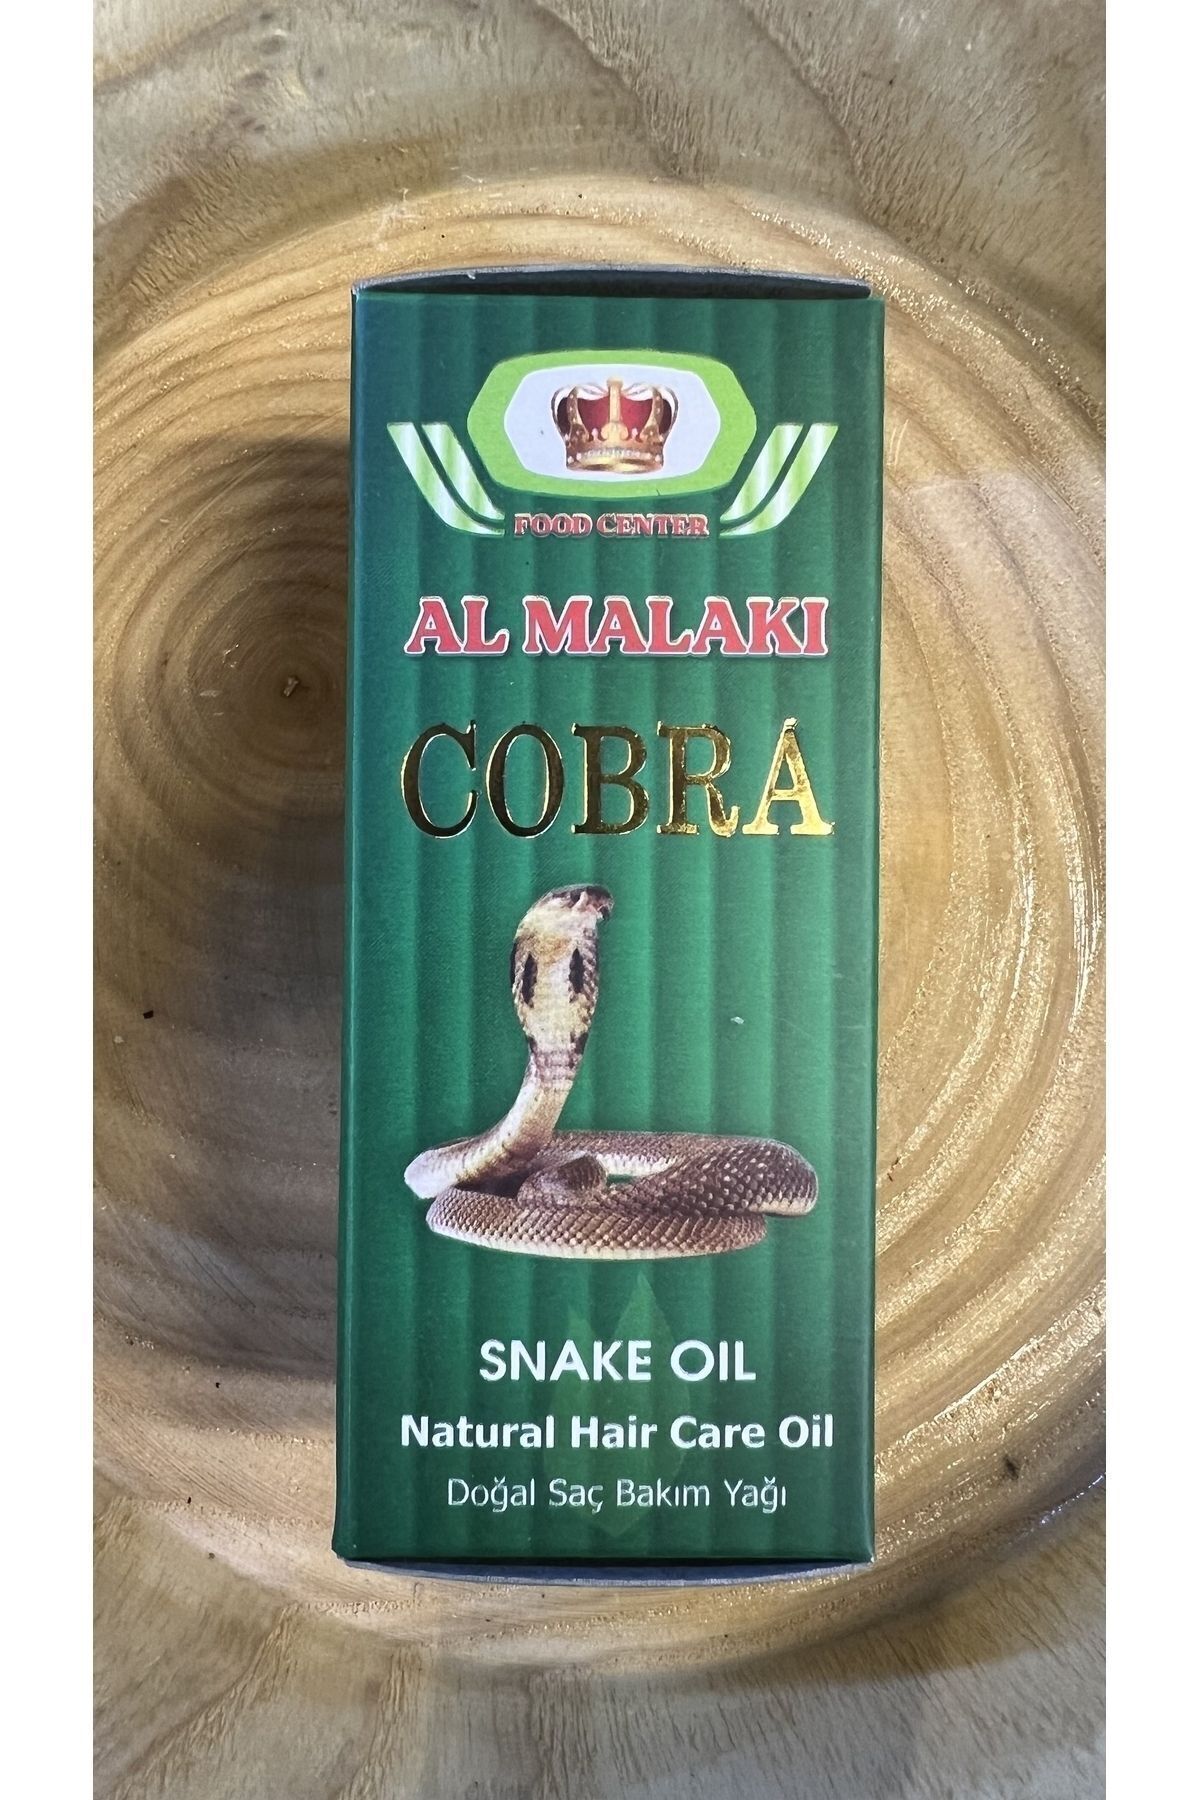 FOOD CENTER
AL MALAKI
COBRA
SNAKE OIL
Natural Hair Care Oil
Doğal Saç Bakım Yağı